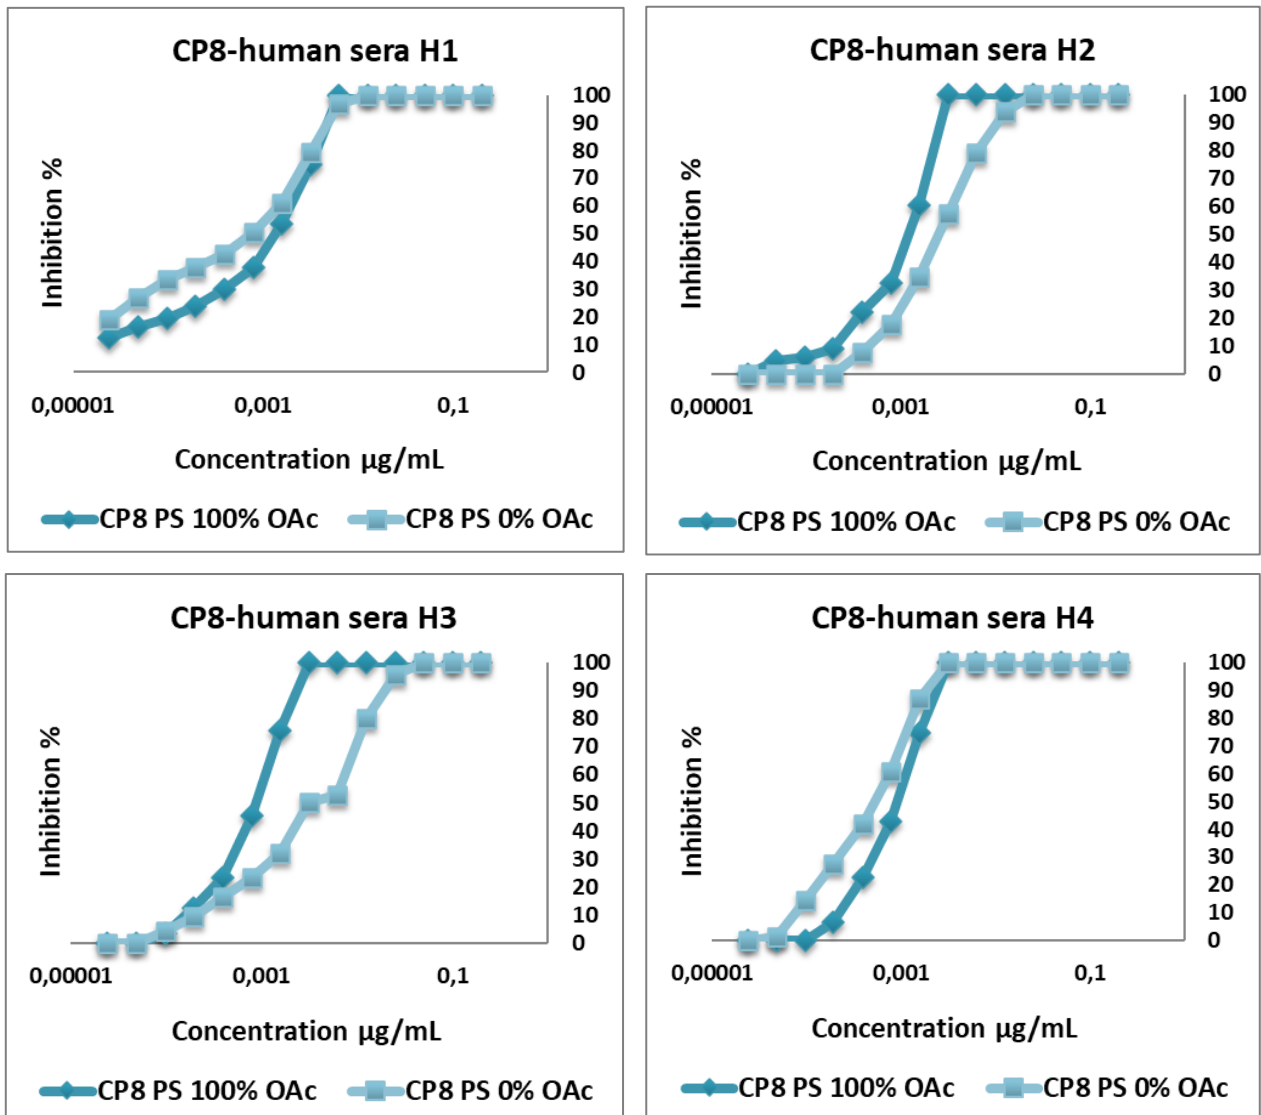 CP8-human sera H1
Inhibition %
100
90
80
70
60
50
40
30
20
10
0
0,00001 0,001 0,1
Concentration µg/mL
CP8 PS 100% OAc CP8 PS 0% OAc
CP8-human sera H2
Inhibition %
100
90
80
70
60
50
40
30
20
10
0
0,00001 0,001 0,1
Concentration µg/mL
CP8 PS 100% OAc CP8 PS 0% OAc
CP8-human sera H3
Inhibition %
100
90
80
70
60
50
40
30
20
10
0
0,00001 0,001 0,1
Concentration µg/mL
CP8 PS 100% OAc CP8 PS 0% OAc
CP8-human sera H4
Inhibition %
100
90
80
70
60
50
40
30
20
10
0
0,00001 0,001 0,1
Concentration µg/mL
CP8 PS 100% OAc CP8 PS 0% OAc